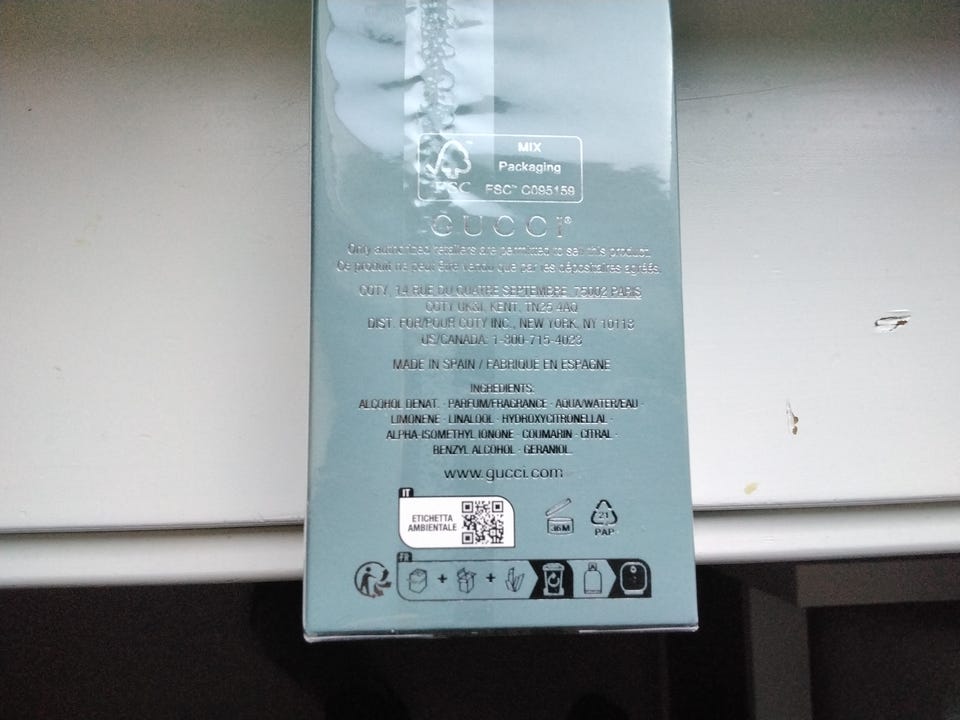 MIX
Packaging
FSC
FSC™ C095159
GUCCI®
Only authorized retailers are permitted to sell this product.
Ce produit ne peut être vendu que par les dépositaires agréés.
COTY, 14 RUE DU QUATRE SEPTEMBRE, 75002 PARIS
COTY UK&I, KENT, TN25 4AQ
DIST. FOR/POUR COTY INC., NEW YORK, NY 10118
US/CANADA: 1-800-715-4023
MADE IN SPAIN / FABRIQUE EN ESPAGNE
INGREDIENTS:
ALCOHOL DENAT. · PARFUM/FRAGRANCE · AQUA/WATER/EAU ·
LIMONENE · LINALOOL · HYDROXYCITRONELLAL ·
ALPHA-ISOMETHYL IONONE · COUMARIN · CITRAL ·
BENZYL ALCOHOL · GERANIOL.
www.gucci.com
IT
ETICHETTA
AMBIENTALE
36M
21
PAP
FR
+ +